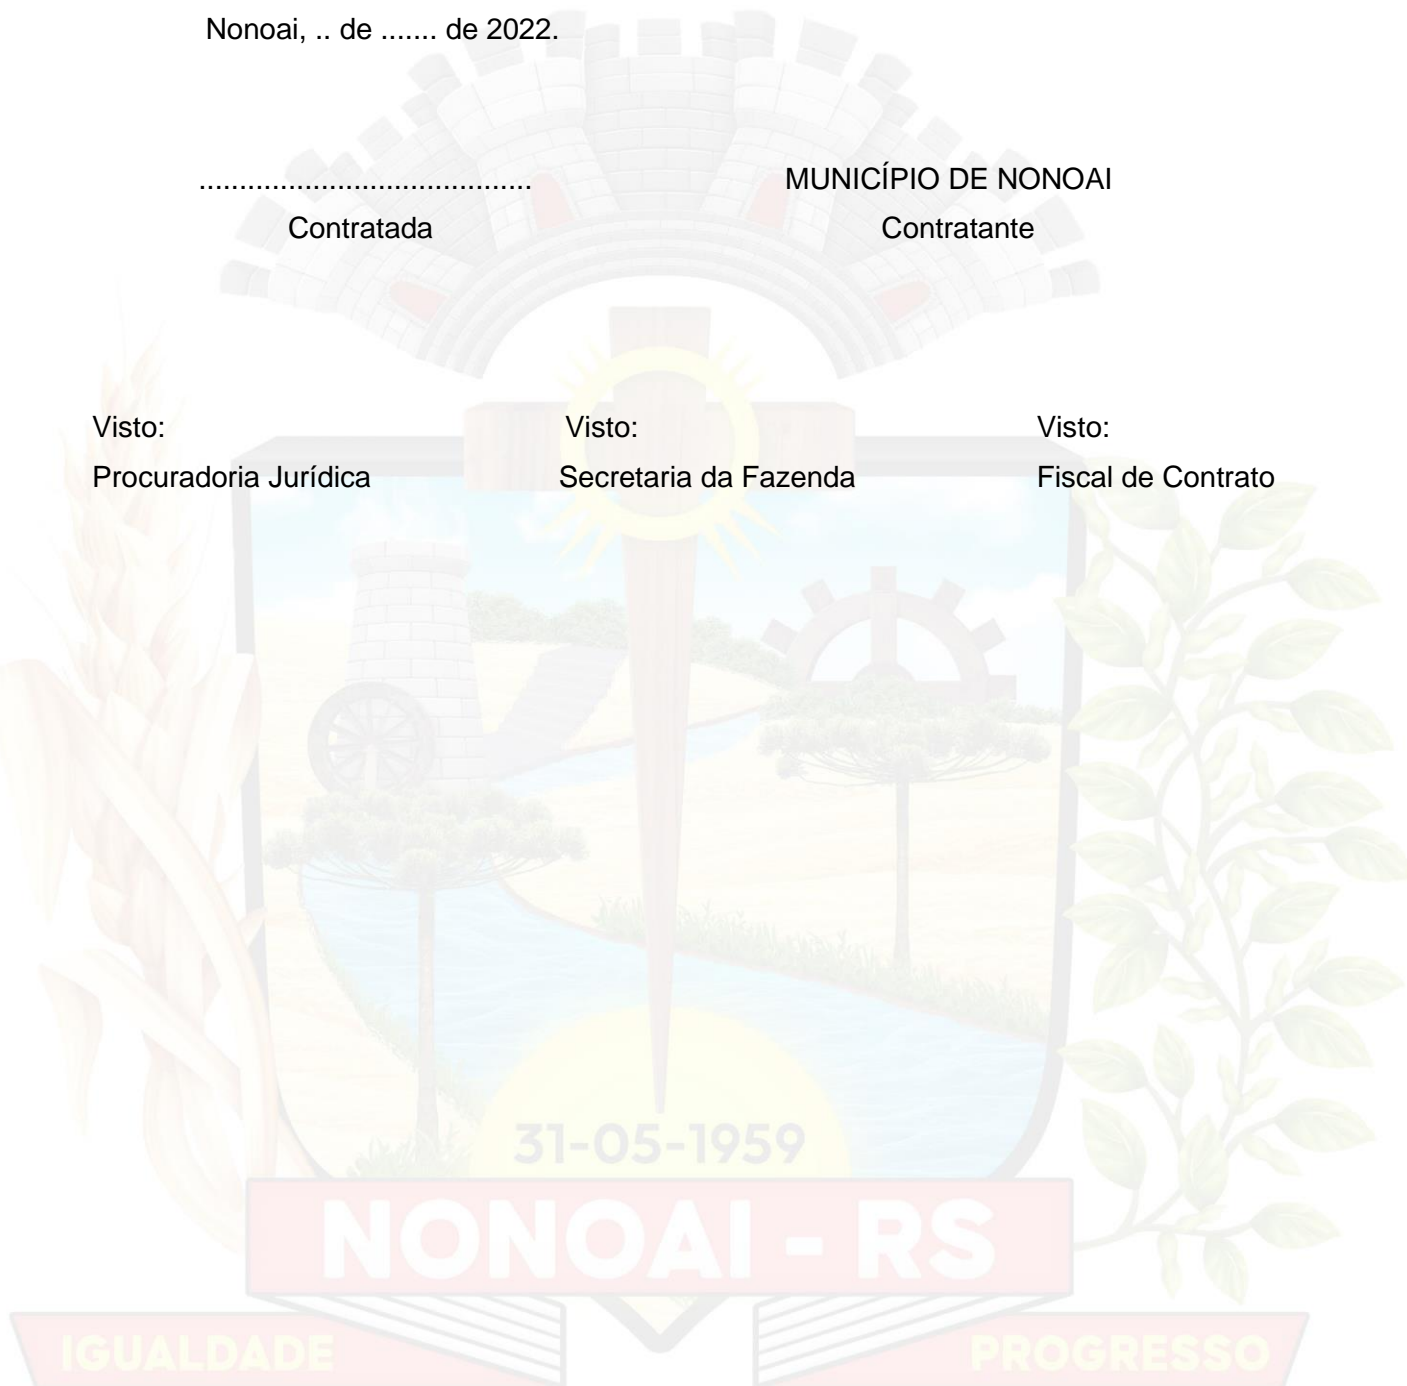 Nonoai, .. de ....... de 2022.
......................................... MUNICÍPIO DE NONOAI
Contratada Contratante
Visto: Visto: Visto:
Procuradoria Jurídica Secretaria da Fazenda Fiscal de Contrato
31-05-1959
NONOAI - RS
IGUALDADE PROGRESSO